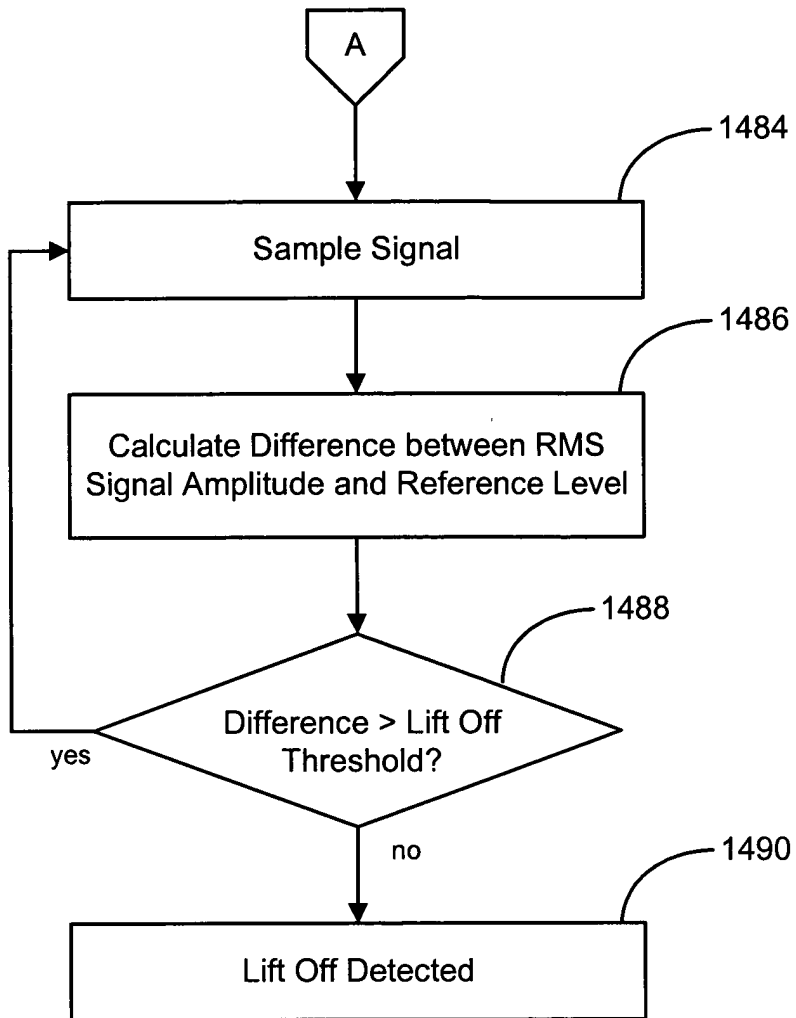 A
1484
Sample Signal
1486
Calculate Difference between RMS
Signal Amplitude and Reference Level
1488
Difference > Lift Off
Threshold?
yes
no
1490
Lift Off Detected